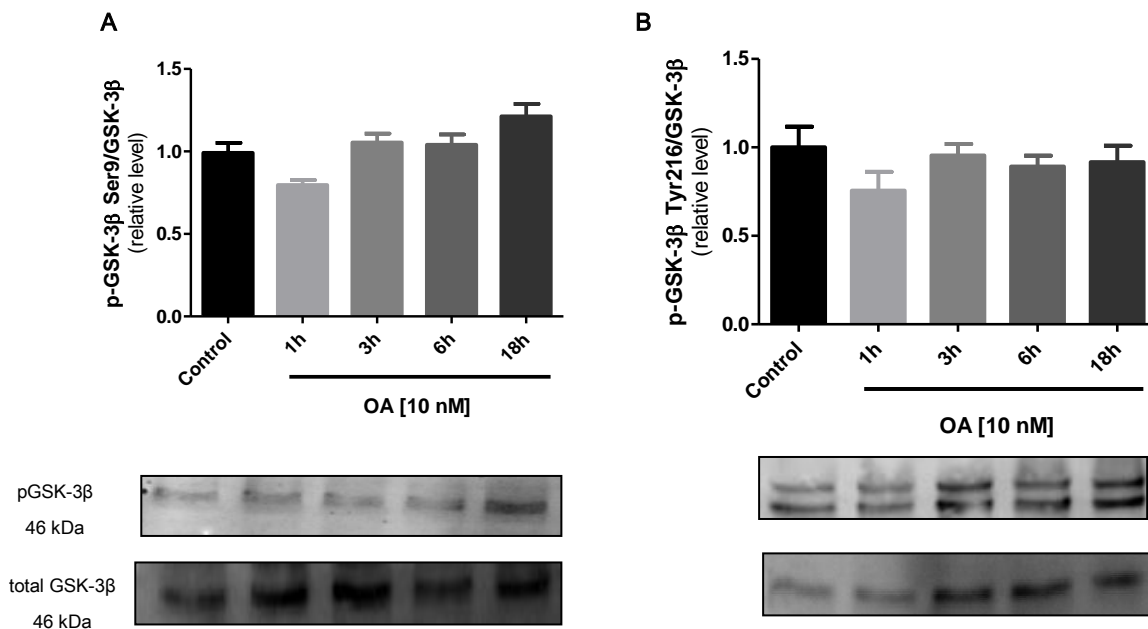 A
p-GSK-3β Ser9/GSK-3β
(relative level)
1.5
1.0
0.5
0.0
Control
1h
3h
6h
18h
OA [10 nM]
pGSK-3β
46 kDa
total GSK-3β
46 kDa
B
p-GSK-3β Tyr216/GSK-3β
(relative level)
1.5
1.0
0.5
0.0
Control
1h
3h
6h
18h
OA [10 nM]